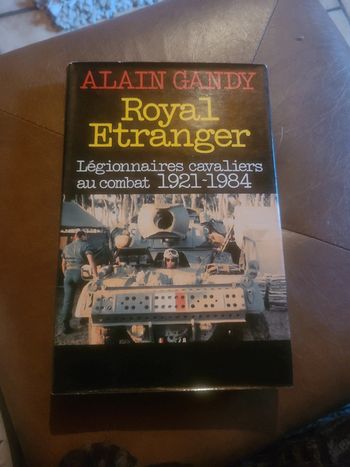 ALAIN GANDY
Royal
Etranger
Légionnaires cavaliers
au combat 1921-1984